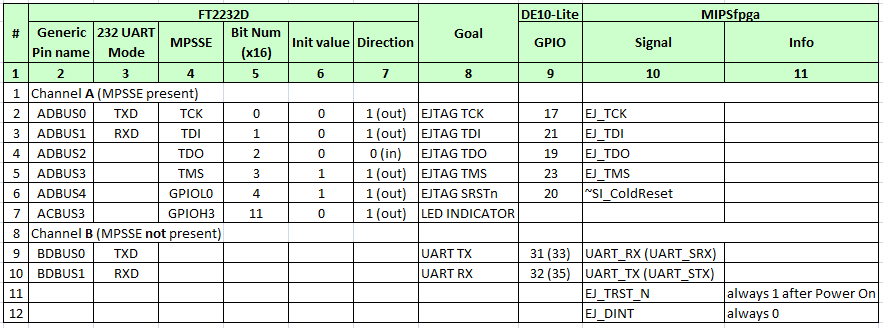 # FT2232D Goal DE10-Lite MIPSfpga
Generic Pin name 232 UART Mode MPSSE Bit Num (x16) Init value Direction GPIO Signal Info
1 2 3 4 5 6 7 8 9 10 11
1 Channel A (MPSSE present)
2 ADBUS0 TXD TCK 0 0 1 (out) EJTAG TCK 17 EJ_TCK
3 ADBUS1 RXD TDI 1 0 1 (out) EJTAG TDI 21 EJ_TDI
4 ADBUS2 TDO 2 0 0 (in) EJTAG TDO 19 EJ_TDO
5 ADBUS3 TMS 3 1 1 (out) EJTAG TMS 23 EJ_TMS
6 ADBUS4 GPIOL0 4 1 1 (out) EJTAG SRSTn 20 ~SI_ColdReset
7 ACBUS3 GPIOH3 11 0 1 (out) LED INDICATOR
8 Channel B (MPSSE not present)
9 BDBUS0 TXD UART TX 31 (33) UART_RX (UART_SRX)
10 BDBUS1 RXD UART RX 32 (35) UART_TX (UART_STX)
11 EJ_TRST_N always 1 after Power On
12 EJ_DINT always 0